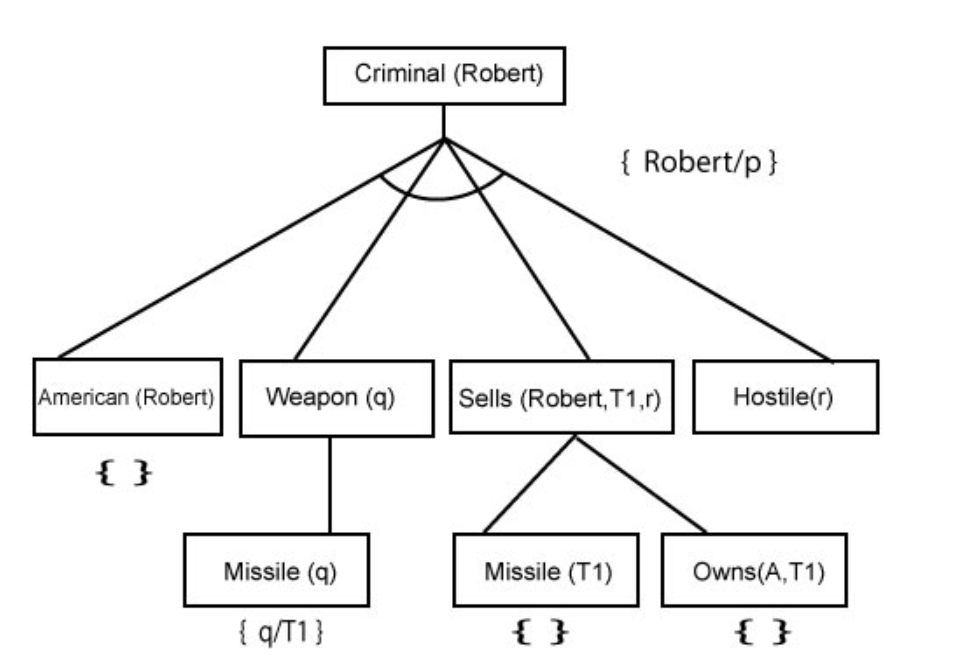 Criminal (Robert)
{ Robert/p }
American (Robert)
Weapon (q)
Sells (Robert,T1,r)
Hostile(r)
{ }
Missile (q)
Missile (T1)
Owns(A,T1)
{ q/T1 }
{ }
{ }